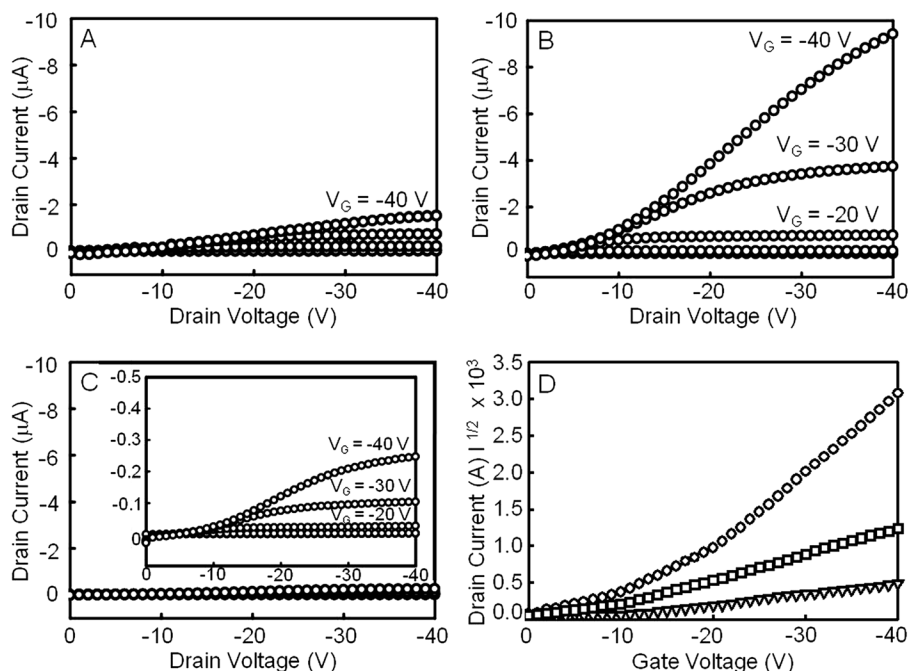 A
Drain Current (μA)
-10
-8
-6
-4
-2
0
V_G = -40 V
0 -10 -20 -30 -40
Drain Voltage (V)
B
Drain Current (μA)
-10
-8
-6
-4
-2
0
V_G = -40 V
V_G = -30 V
V_G = -20 V
0 -10 -20 -30 -40
Drain Voltage (V)
C
Drain Current (μA)
-10
-8
-6
-4
-2
0
-0.5
-0.4
-0.3
-0.2
-0.1
0
V_G = -40 V
V_G = -30 V
V_G = -20 V
0 -10 -20 -30 -40
0 -10 -20 -30 -40
Drain Voltage (V)
D
Drain Current (A) I^1/2 x 10^3
3.5
3.0
2.5
2.0
1.5
1.0
0.5
0.0
0 -10 -20 -30 -40
Gate Voltage (V)